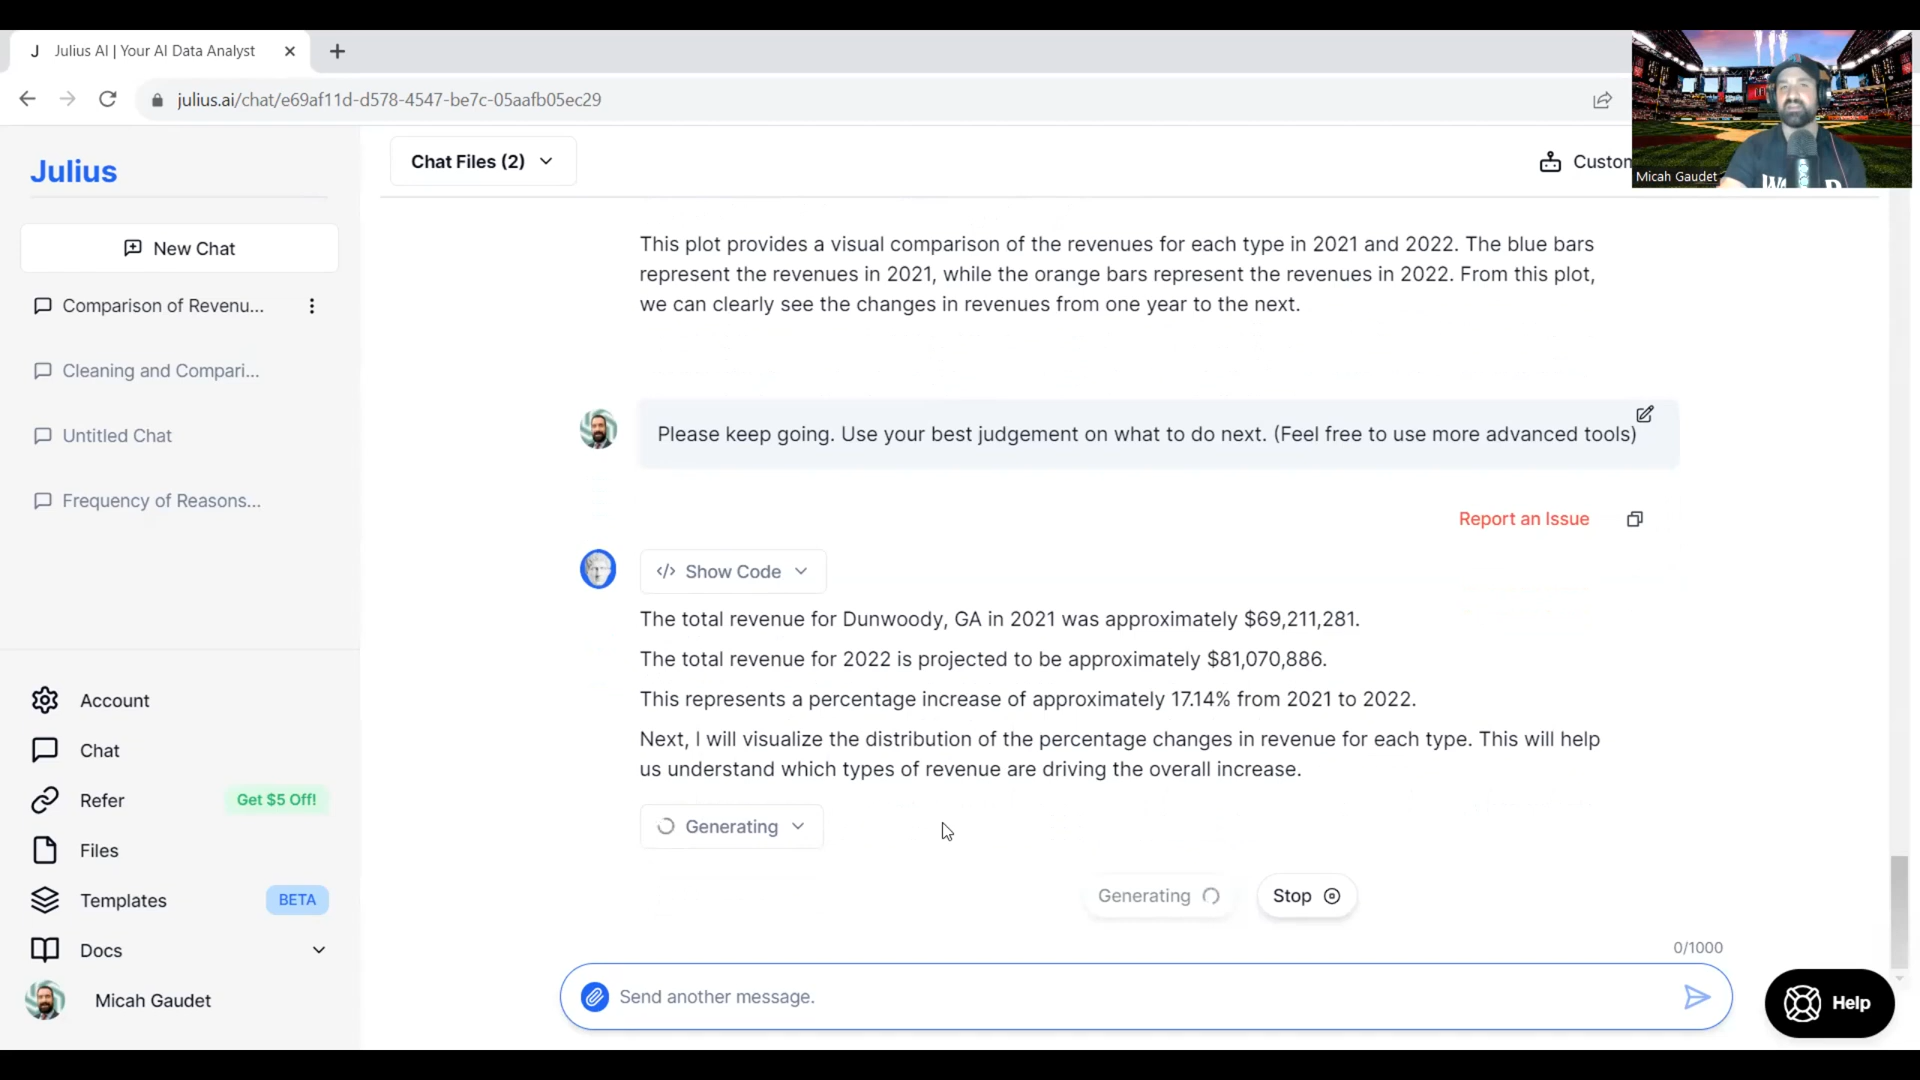 J Julius AI | Your AI Data Analyst
julius.ai/chat/e69af11d-d578-4547-be7c-05aafb05ec29
Micah Gaudet
Julius
New Chat
Comparison of Revenu...
Cleaning and Compari...
Untitled Chat
Frequency of Reasons...
Account
Chat
Refer Get $5 Off!
Files
Templates BETA
Docs
Micah Gaudet
Chat Files (2)
Custom
This plot provides a visual comparison of the revenues for each type in 2021 and 2022. The blue bars
represent the revenues in 2021, while the orange bars represent the revenues in 2022. From this plot,
we can clearly see the changes in revenues from one year to the next.
Please keep going. Use your best judgement on what to do next. (Feel free to use more advanced tools)
Report an Issue
</> Show Code
The total revenue for Dunwoody, GA in 2021 was approximately $69,211,281.
The total revenue for 2022 is projected to be approximately $81,070,886.
This represents a percentage increase of approximately 17.14% from 2021 to 2022.
Next, I will visualize the distribution of the percentage changes in revenue for each type. This will help
us understand which types of revenue are driving the overall increase.
Generating
Generating Stop
0/1000
Send another message.
Help